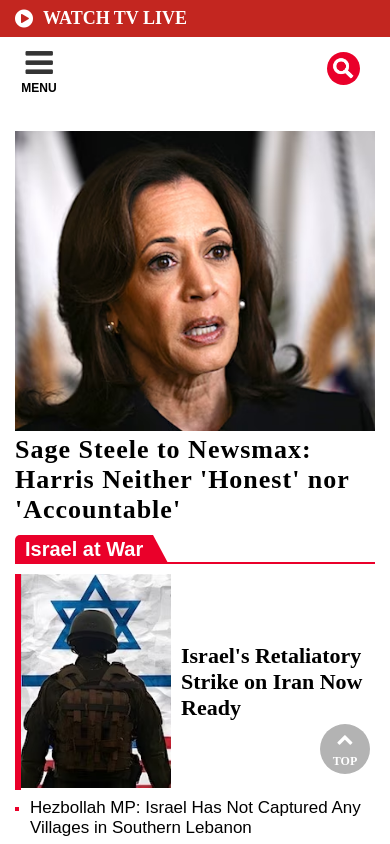 WATCH TV LIVE
MENU
Sage Steele to Newsmax:
Harris Neither 'Honest' nor
'Accountable'
Israel at War
Israel's Retaliatory
Strike on Iran Now
Ready
TOP
Hezbollah MP: Israel Has Not Captured Any
Villages in Southern Lebanon